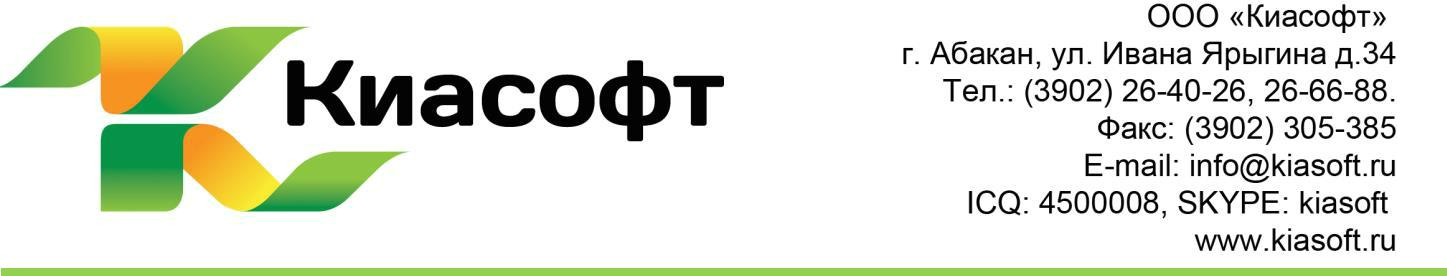 Киасофт
ООО «Киасофт»
г. Абакан, ул. Ивана Ярыгина д.34
Тел.: (3902) 26-40-26, 26-66-88.
Факс: (3902) 305-385
E-mail: info@kiasoft.ru
ICQ: 4500008, SKYPE: kiasoft
www.kiasoft.ru